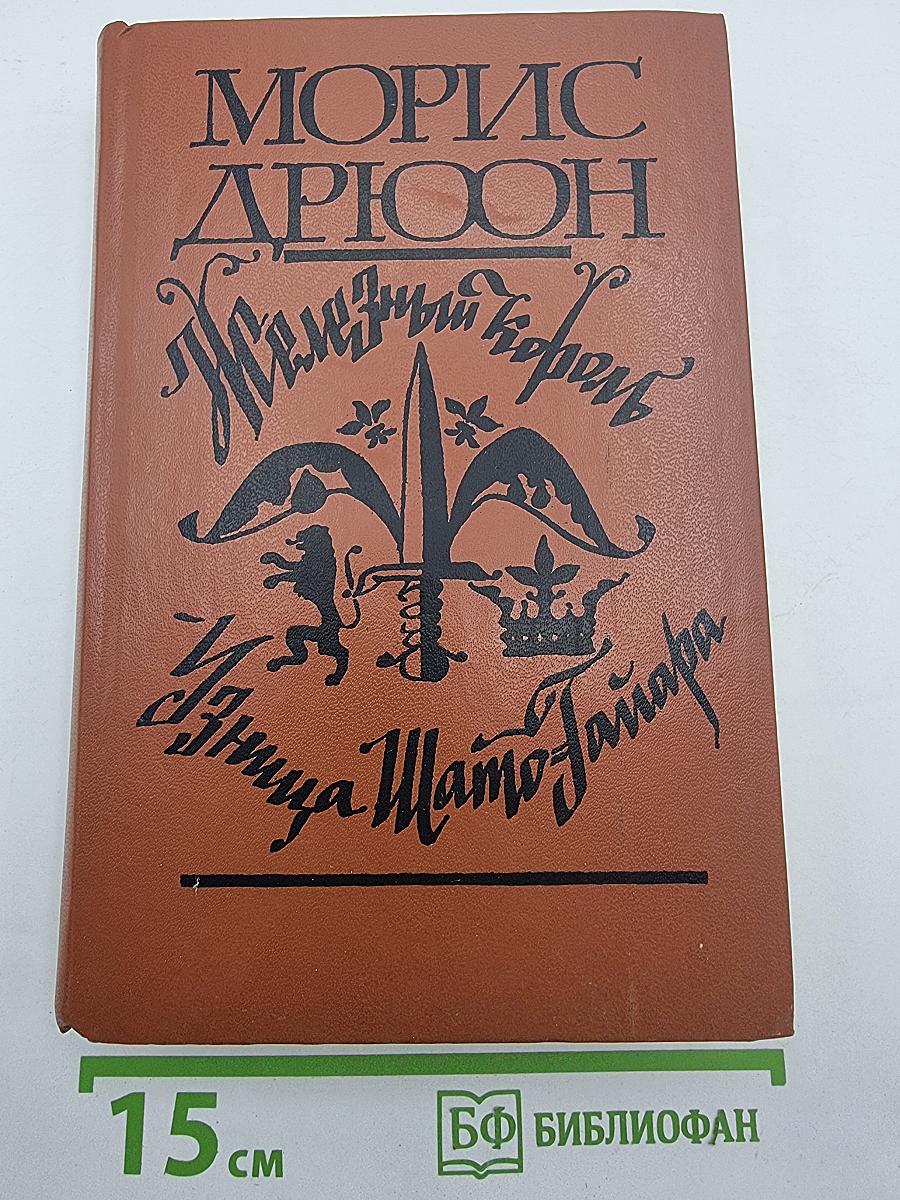 МОРИС
ДРЮОН
Железный король
Узница Шато-Гайара
15 см
БФ БИБЛИОФАН